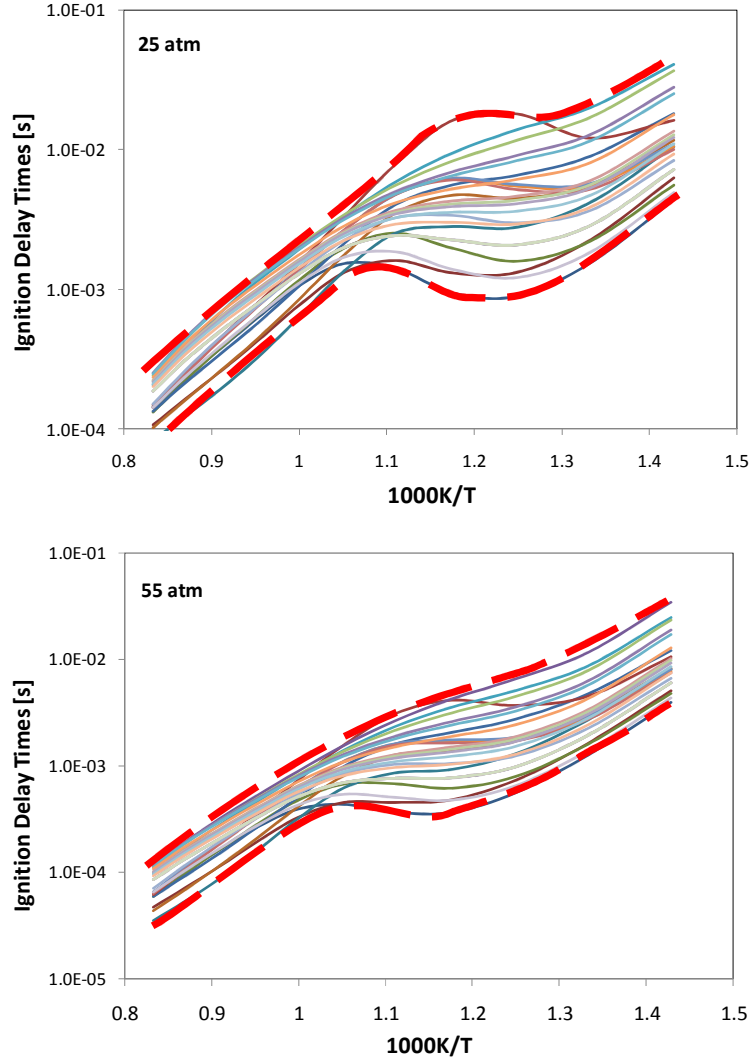 1.0E-01
25 atm
1.0E-02
1.0E-03
1.0E-04
Ignition Delay Times [s]
0.8 0.9 1 1.1 1.2 1.3 1.4 1.5
1000K/T
1.0E-01
55 atm
1.0E-02
1.0E-03
1.0E-04
1.0E-05
Ignition Delay Times [s]
0.8 0.9 1 1.1 1.2 1.3 1.4 1.5
1000K/T